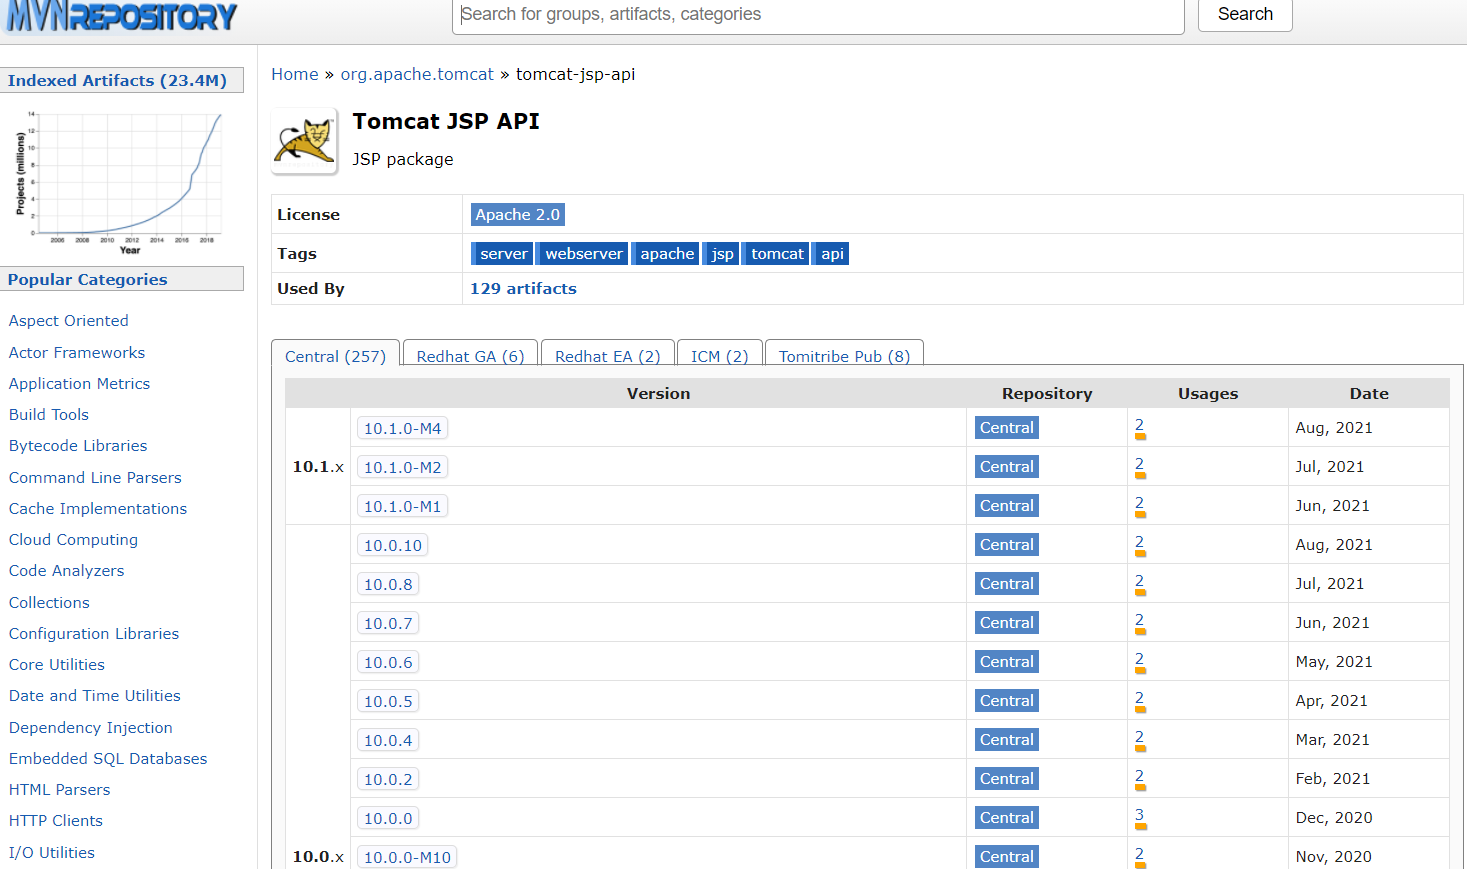 MVNREPOSITORY
Search for groups, artifacts, categories
Search
Indexed Artifacts (23.4M)
Projects (millions)
14
12
10
8
6
4
2
0
2006 2008 2010 2012 2014 2016 2018
Year
Popular Categories
Aspect Oriented
Actor Frameworks
Application Metrics
Build Tools
Bytecode Libraries
Command Line Parsers
Cache Implementations
Cloud Computing
Code Analyzers
Collections
Configuration Libraries
Core Utilities
Date and Time Utilities
Dependency Injection
Embedded SQL Databases
HTML Parsers
HTTP Clients
I/O Utilities
Home » org.apache.tomcat » tomcat-jsp-api
Tomcat JSP API
JSP package
License Apache 2.0
Tags server webserver apache jsp tomcat api
Used By 129 artifacts
Central (257) Redhat GA (6) Redhat EA (2) ICM (2) Tomitribe Pub (8)
Version Repository Usages Date
10.1.0-M4 Central 2 Aug, 2021
10.1.x 10.1.0-M2 Central 2 Jul, 2021
10.1.0-M1 Central 2 Jun, 2021
10.0.10 Central 2 Aug, 2021
10.0.8 Central 2 Jul, 2021
10.0.7 Central 2 Jun, 2021
10.0.6 Central 2 May, 2021
10.0.5 Central 2 Apr, 2021
10.0.4 Central 2 Mar, 2021
10.0.2 Central 2 Feb, 2021
10.0.0 Central 3 Dec, 2020
10.0.x 10.0.0-M10 Central 2 Nov, 2020